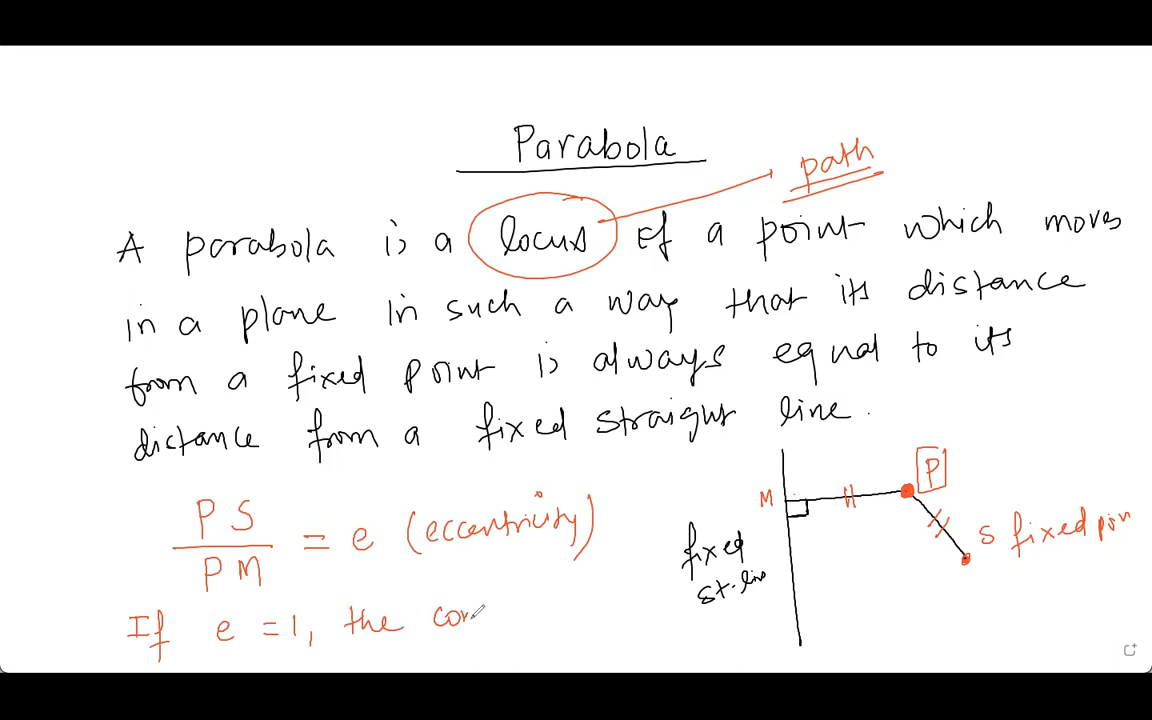 Parabola
path
A parabola is a locus of a point which moves
in a plane in such a way that its distance
from a fixed point is always equal to its
distance from a fixed straight line.
PS
PM
= e (eccentricity)
If e = 1, the con
M
P
S fixed poin
fixed
st. line